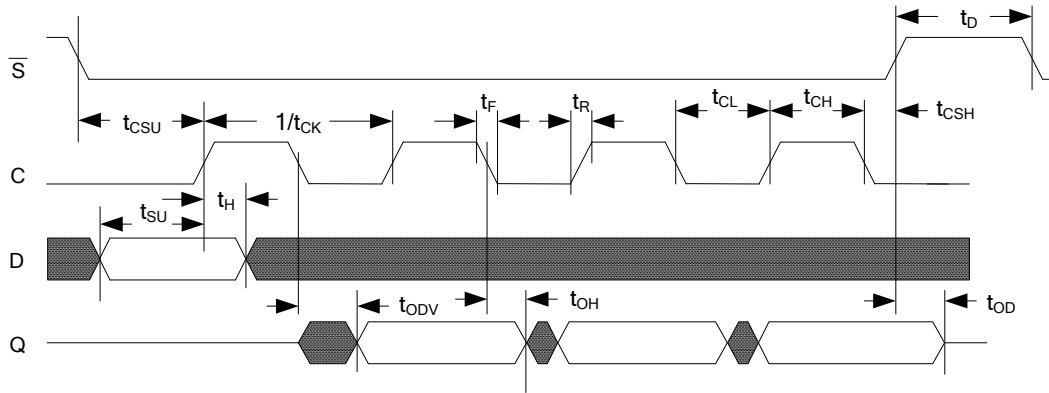 tD
S
tF
tR
tCL
tCH
tCSU
1/tCK
tCSH
C
tSU
tH
D
tODV
tOH
tOD
Q